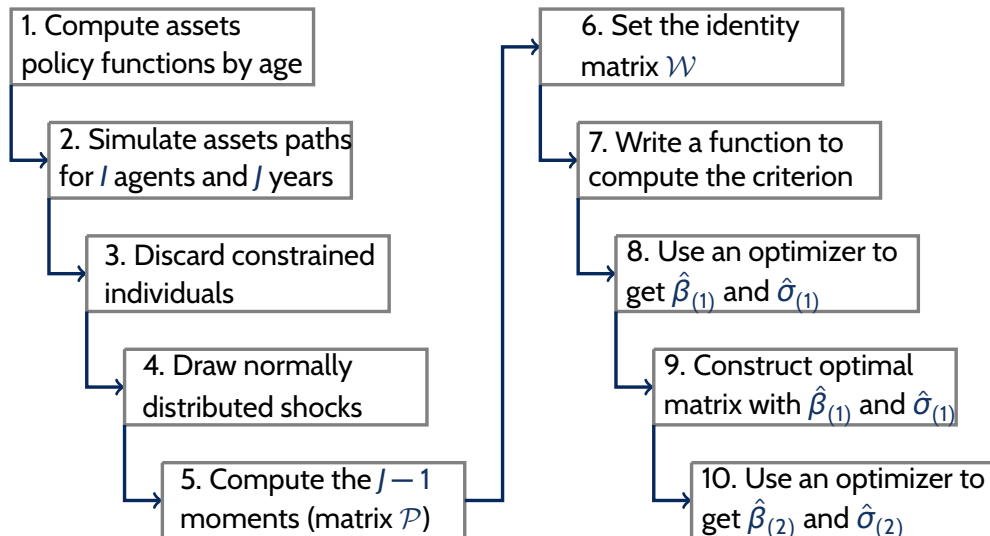 1. Compute assets
policy functions by age
2. Simulate assets paths
for I agents and J years
3. Discard constrained
individuals
4. Draw normally
distributed shocks
5. Compute the J − 1
moments (matrix 𝒫)
6. Set the identity
matrix 𝒲
7. Write a function to
compute the criterion
8. Use an optimizer to
get β̂(1) and σ̂(1)
9. Construct optimal
matrix with β̂(1) and σ̂(1)
10. Use an optimizer to
get β̂(2) and σ̂(2)